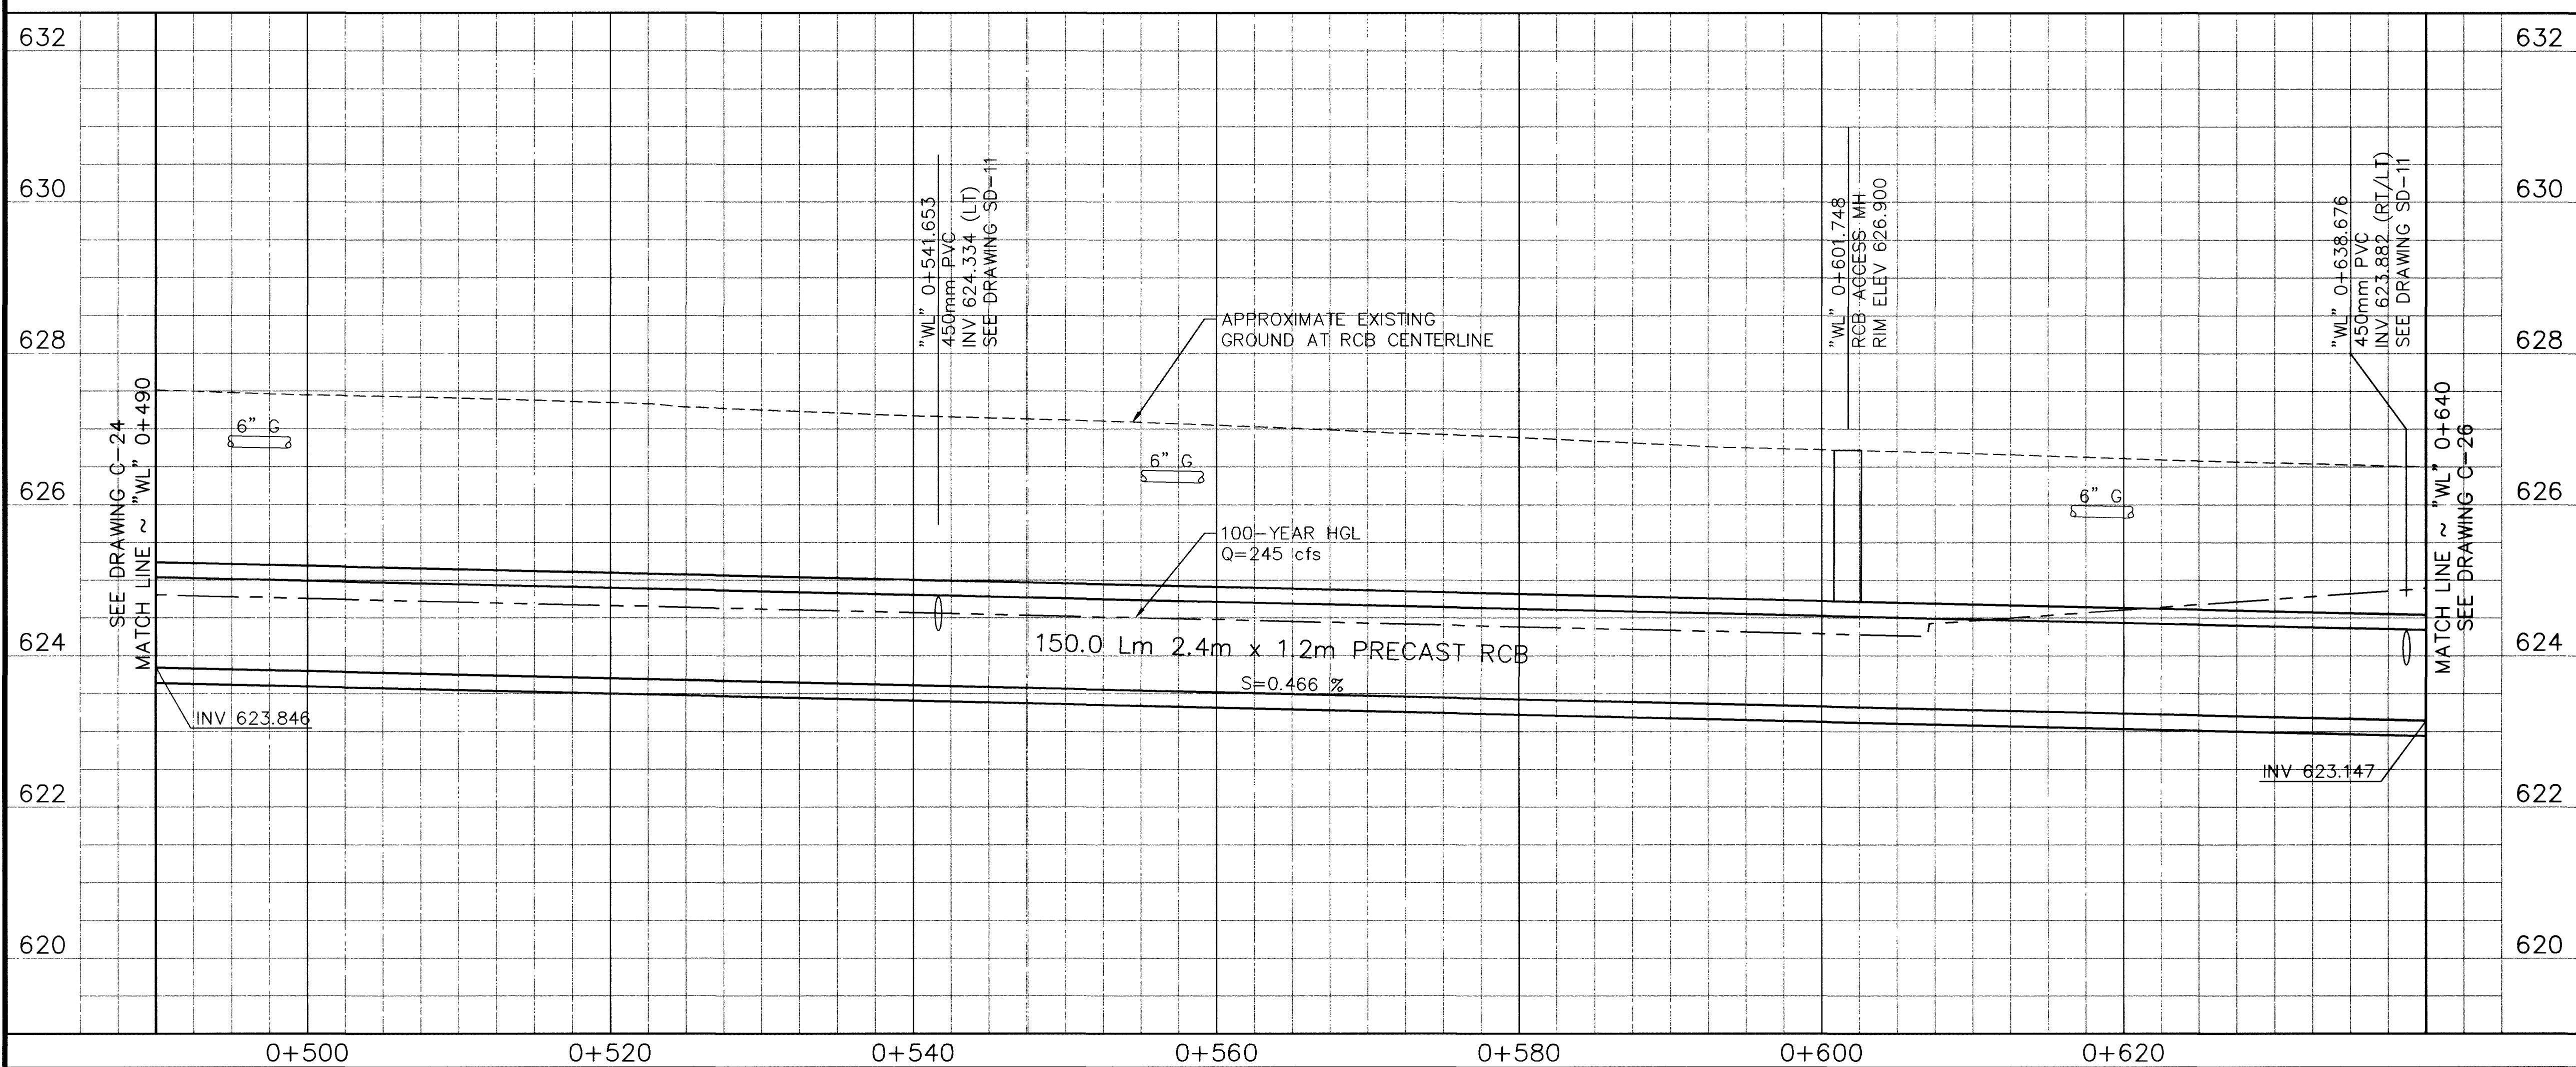 632
632
630
630
628
628
626
626
624
624
622
622
620
620
SEE DRAWING C-24
MATCH LINE ~ "WL" 0+490
6" G
INV 623.846
"WL" 0+541.653
450mm PVC
INV 624.334 (LT)
SEE DRAWING SD-11
APPROXIMATE EXISTING
GROUND AT RCB CENTERLINE
6" G
100-YEAR HGL
Q=245 cfs
150.0 Lm 2.4m x 1.2m PRECAST RCB
S=0.466 %
"WL" 0+601.748
RCB ACCESS MH
RIM ELEV 626.900
6" G
"WL" 0+638.676
450mm PVC
INV 623.882 (RT/LT)
SEE DRAWING SD-11
INV 623.147
MATCH LINE ~ "WL" 0+640
SEE DRAWING C-26
0+500
0+520
0+540
0+560
0+580
0+600
0+620